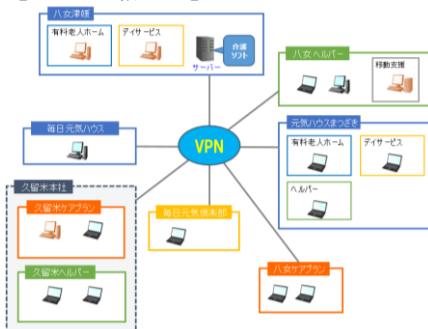 八女津媛
有料老人ホーム
デイサービス
介護
ソフト
サーバー
八女ヘルパー
移動支援
毎日元気ハウス
VPN
元気ハウスまつざき
有料老人ホーム
デイサービス
ヘルパー
久留米本社
久留米ケアプラン
久留米ヘルパー
毎日元気倶楽部
八女ケアプラン